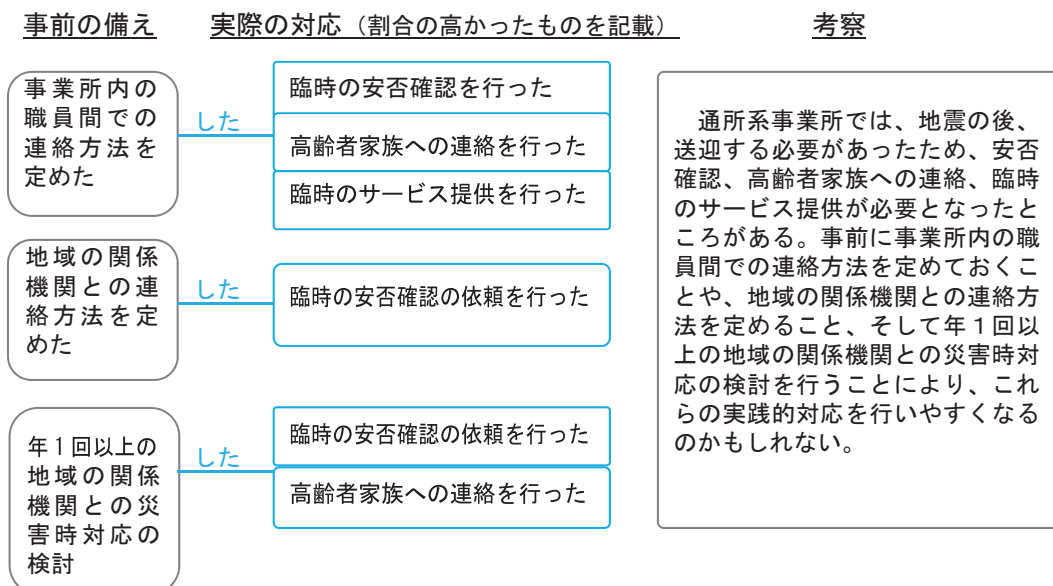 事前の備え
実際の対応（割合の高かったものを記載）
考察
事業所内の
職員間での
連絡方法を
定めた
した
臨時の安否確認を行った
高齢者家族への連絡を行った
臨時のサービス提供を行った
地域の関係
機関との連
絡方法を定
めた
した
臨時の安否確認の依頼を行った
年１回以上の
地域の関係
機関との災
害時対応の
検討
した
臨時の安否確認の依頼を行った
高齢者家族への連絡を行った
通所系事業所では、地震の後、
送迎する必要があったため、安否
確認、高齢者家族への連絡、臨時
のサービス提供が必要となったと
ころがある。事前に事業所内の職
員間での連絡方法を定めておくこ
とや、地域の関係機関との連絡方
法を定めること、そして年１回以
上の地域の関係機関との災害時対
応の検討を行うことにより、これ
らの実践的対応を行いやすくなる
のかもしれない。